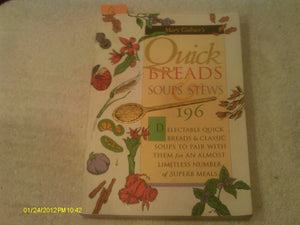 Mary Gubser's
Quick
BREADS
SOUPS & STEWS
196
DELECTABLE QUICK
BREADS & CLASSIC
SOUPS TO PAIR WITH
THEM for AN ALMOST
LIMITLESS NUMBER
of SUPERB MEALS
01/24/2012 PM 10:42